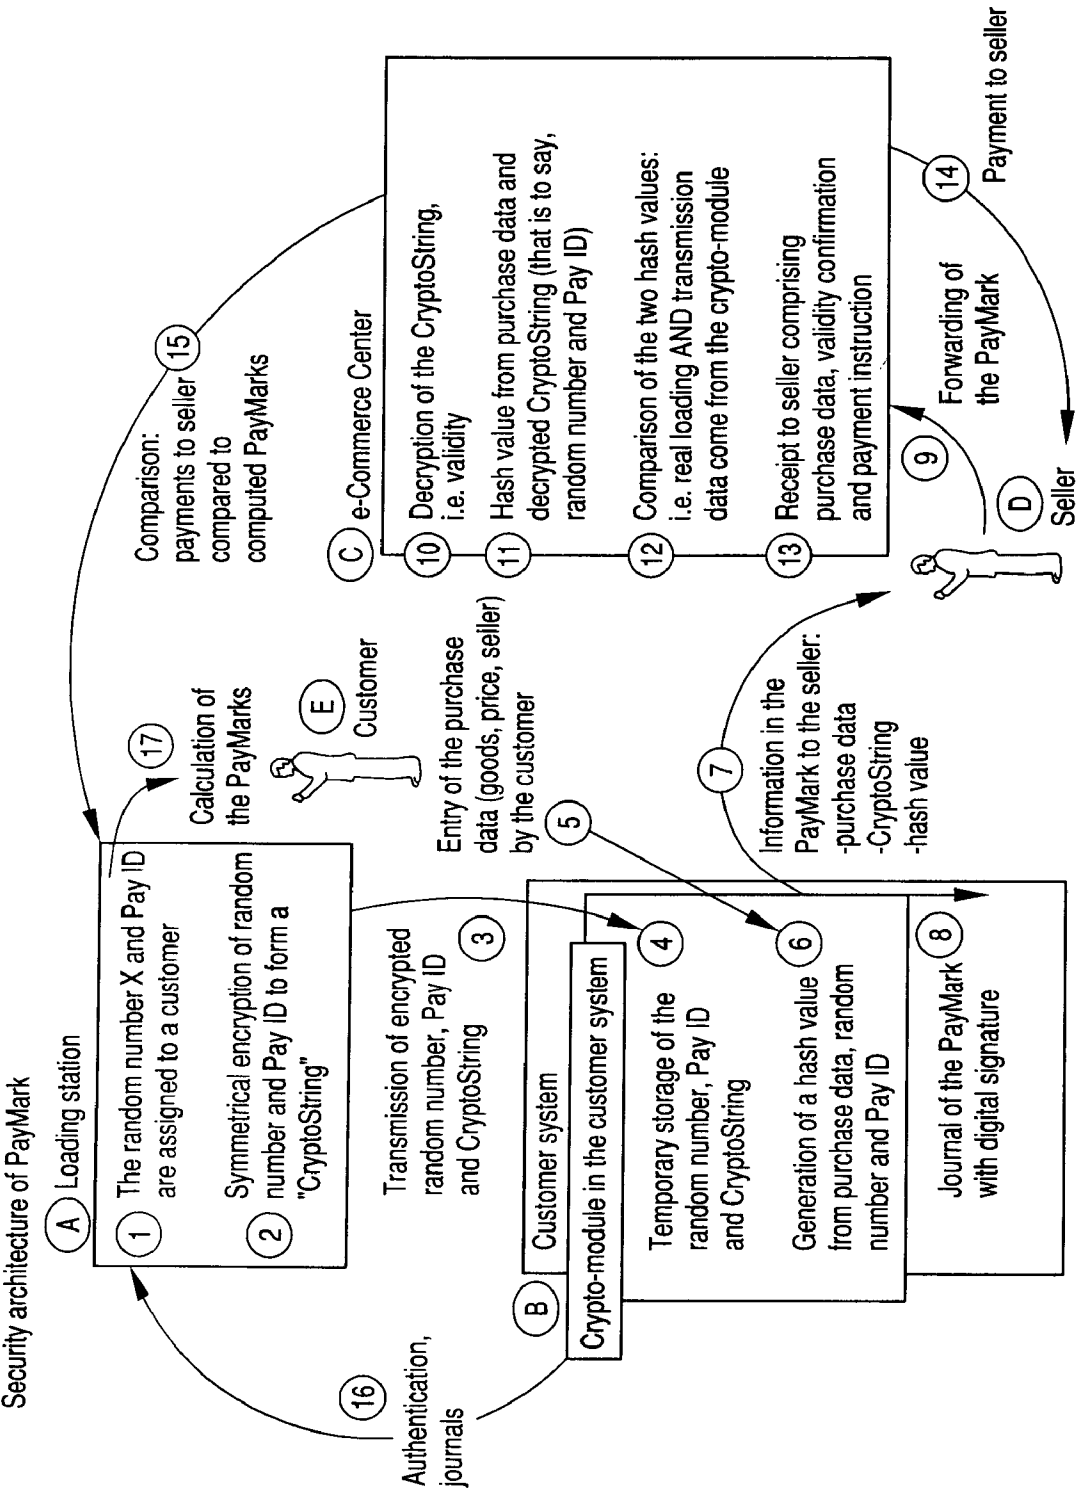 Security architecture of PayMark
A
Loading station
1
The random number X and Pay ID
are assigned to a customer
2
Symmetrical encryption of random
number and Pay ID to form a
"CryptoString"
17
Calculation of
the PayMarks
15
Comparison:
payments to seller
compared to
computed PayMarks
E
Customer
16
Authentication,
journals
3
Transmission of encrypted
random number, Pay ID
and CryptoString
Entry of the purchase
data (goods, price, seller)
by the customer
5
B
Customer system
Crypto-module in the customer system
4
Temporary storage of the
random number, Pay ID
and CryptoString
6
Generation of a hash value
from purchase data, random
number and Pay ID
8
Journal of the PayMark
with digital signature
7
Information in the
PayMark to the seller:
-purchase data
-CryptoString
-hash value
C
e-Commerce Center
10
Decryption of the CryptoString,
i.e. validity
11
Hash value from purchase data and
decrypted CryptoString (that is to say,
random number and Pay ID)
12
Comparison of the two hash values:
i.e. real loading AND transmission
data come from the crypto-module
13
Receipt to seller comprising
purchase data, validity confirmation
and payment instruction
9
Forwarding of
the PayMark
D
Seller
14
Payment to seller